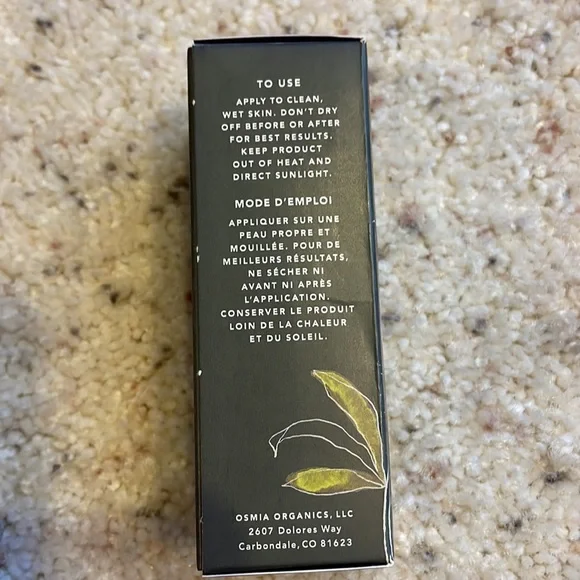 TO USE
APPLY TO CLEAN,
WET SKIN. DON'T DRY
OFF BEFORE OR AFTER
FOR BEST RESULTS.
KEEP PRODUCT
OUT OF HEAT AND
DIRECT SUNLIGHT.
MODE D'EMPLOI
APPLIQUER SUR UNE
PEAU PROPRE ET
MOUILLÉE. POUR DE
MEILLEURS RÉSULTATS,
NE SÉCHER NI
AVANT NI APRÈS
L'APPLICATION.
CONSERVER LE PRODUIT
LOIN DE LA CHALEUR
ET DU SOLEIL.
OSMIA ORGANICS, LLC
2607 Dolores Way
Carbondale, CO 81623